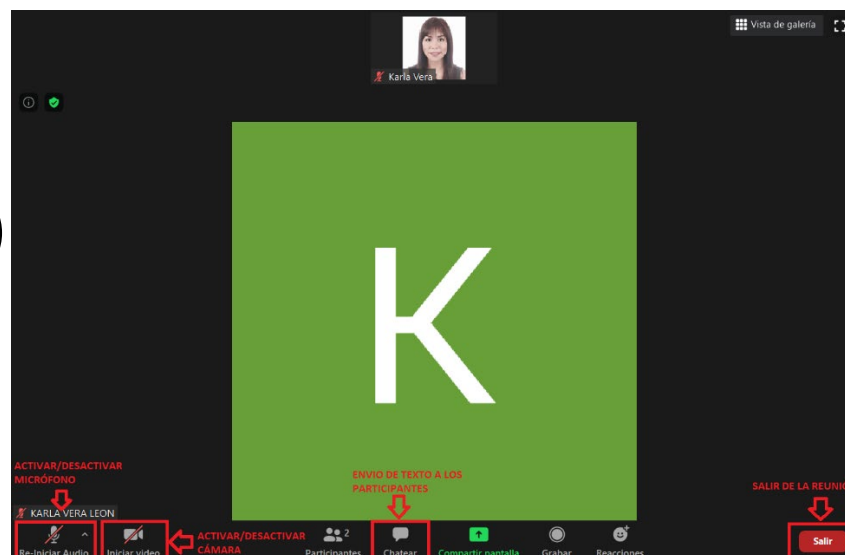 Vista de galería
Karla Vera
K
ACTIVAR/DESACTIVAR
MICRÓFONO
ENVIO DE TEXTO A LOS
PARTICIPANTES
SALIR DE LA REUNIO
KARLA VERA LEON
ACTIVAR/DESACTIVAR
CÁMARA
2
Re-Iniciar Audio
Iniciar video
Participantes
Chatear
Compartir pantalla
Grabar
Reacciones
Salir